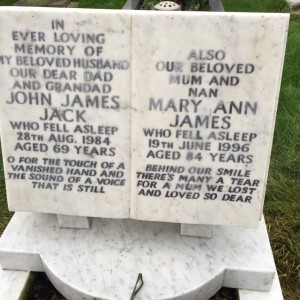 IN
EVER LOVING
MEMORY OF
MY BELOVED HUSBAND
OUR DEAR DAD
AND GRANDAD
JOHN JAMES
JACK
WHO FELL ASLEEP
28TH AUG. 1984
AGED 69 YEARS
O FOR THE TOUCH OF A
VANISHED HAND AND
THE SOUND OF A VOICE
THAT IS STILL
ALSO
OUR BELOVED
MUM AND
NAN
MARY ANN
JAMES
WHO FELL ASLEEP
19TH JUNE 1996
AGED 84 YEARS
BEHIND OUR SMILE
THERE'S MANY A TEAR
FOR A MUM WE LOST
AND LOVED SO DEAR